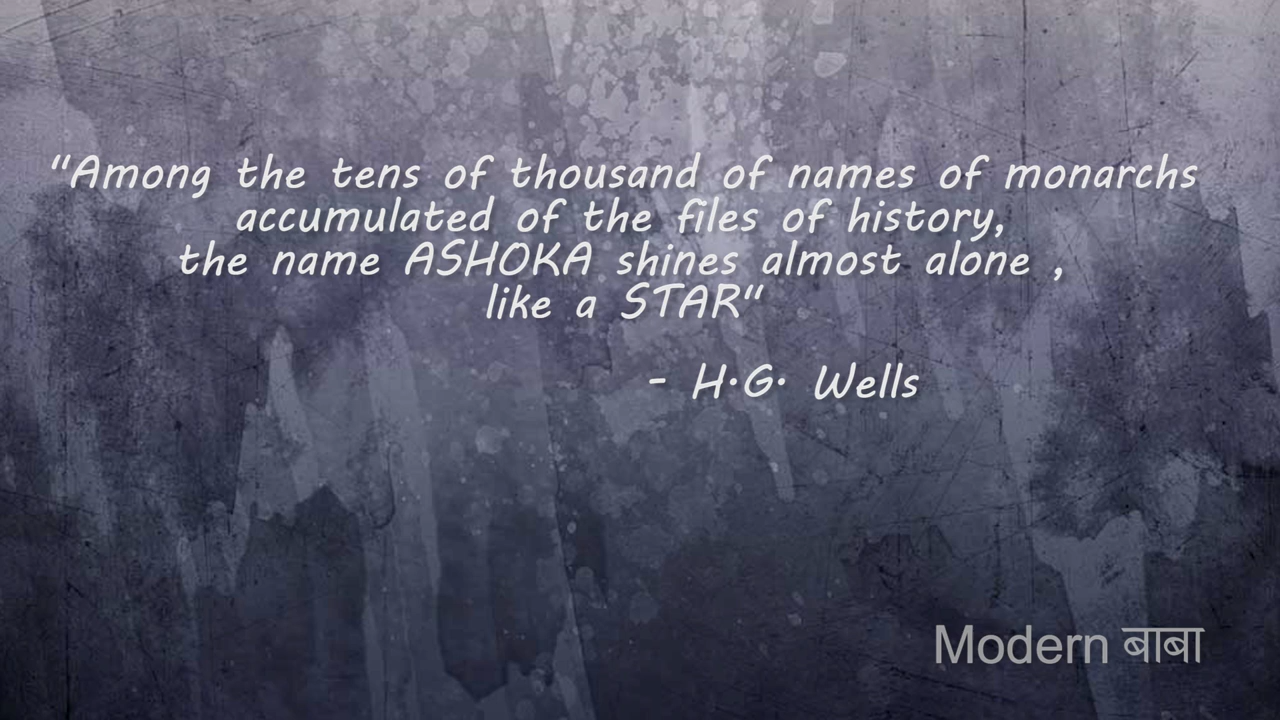 "Among the tens of thousand of names of monarchs
accumulated of the files of history,
the name ASHOKA shines almost alone ,
like a STAR"
- H.G. Wells
Modern बाबा